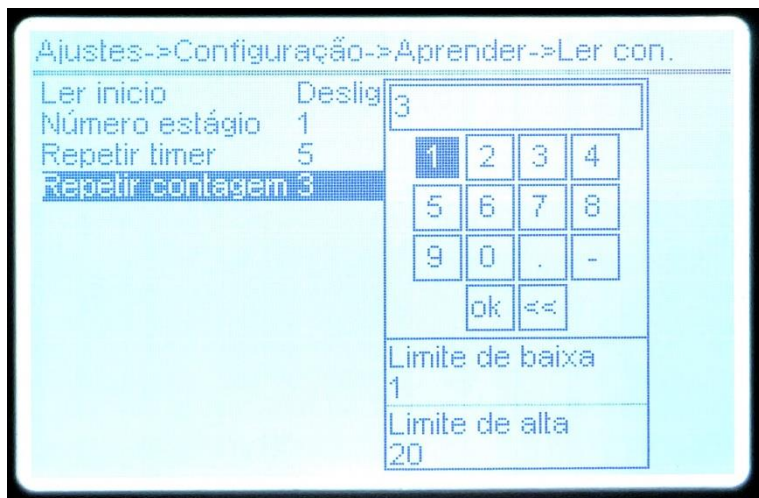 Ajustes->Configuração->Aprender->Ler con.
Ler inicio Deslig
Número estágio 1
Repetir timer 5
Repetir contagem 3
3
1 2 3 4
5 6 7 8
9 0 . -
ok <<
Limite de baixa
1
Limite de alta
20